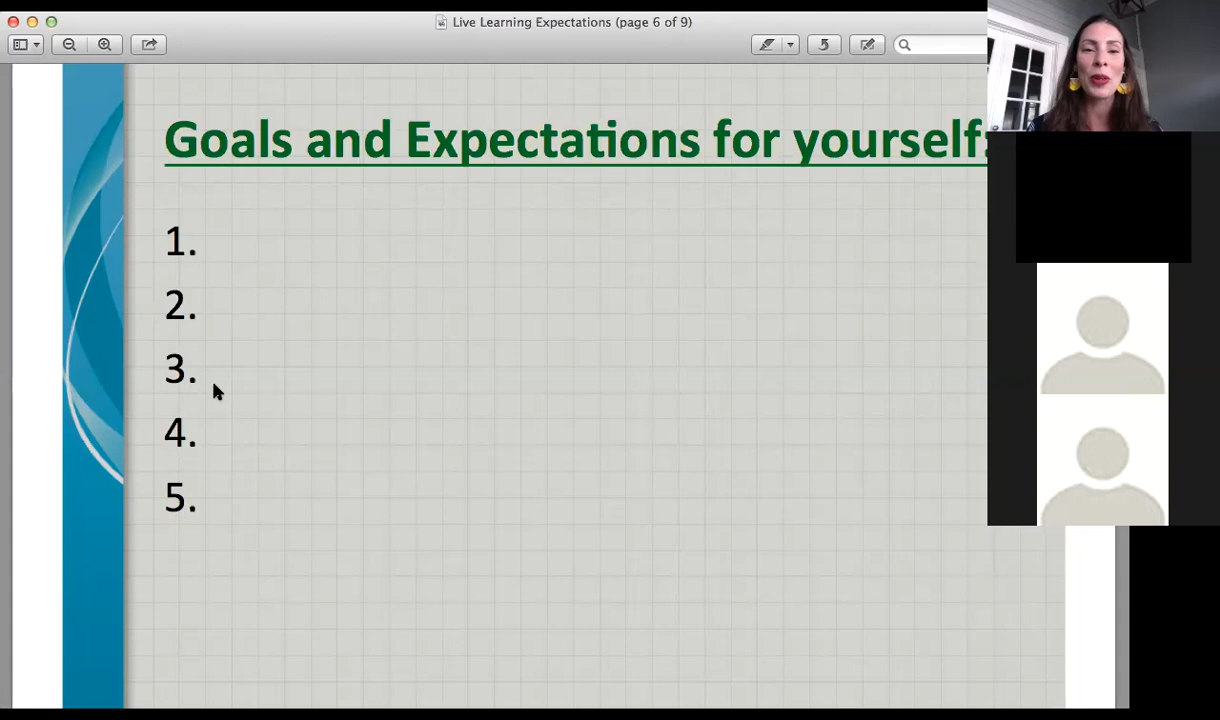 Live Learning Expectations (page 6 of 9)
Goals and Expectations for yourself:
1.
2.
3.
4.
5.